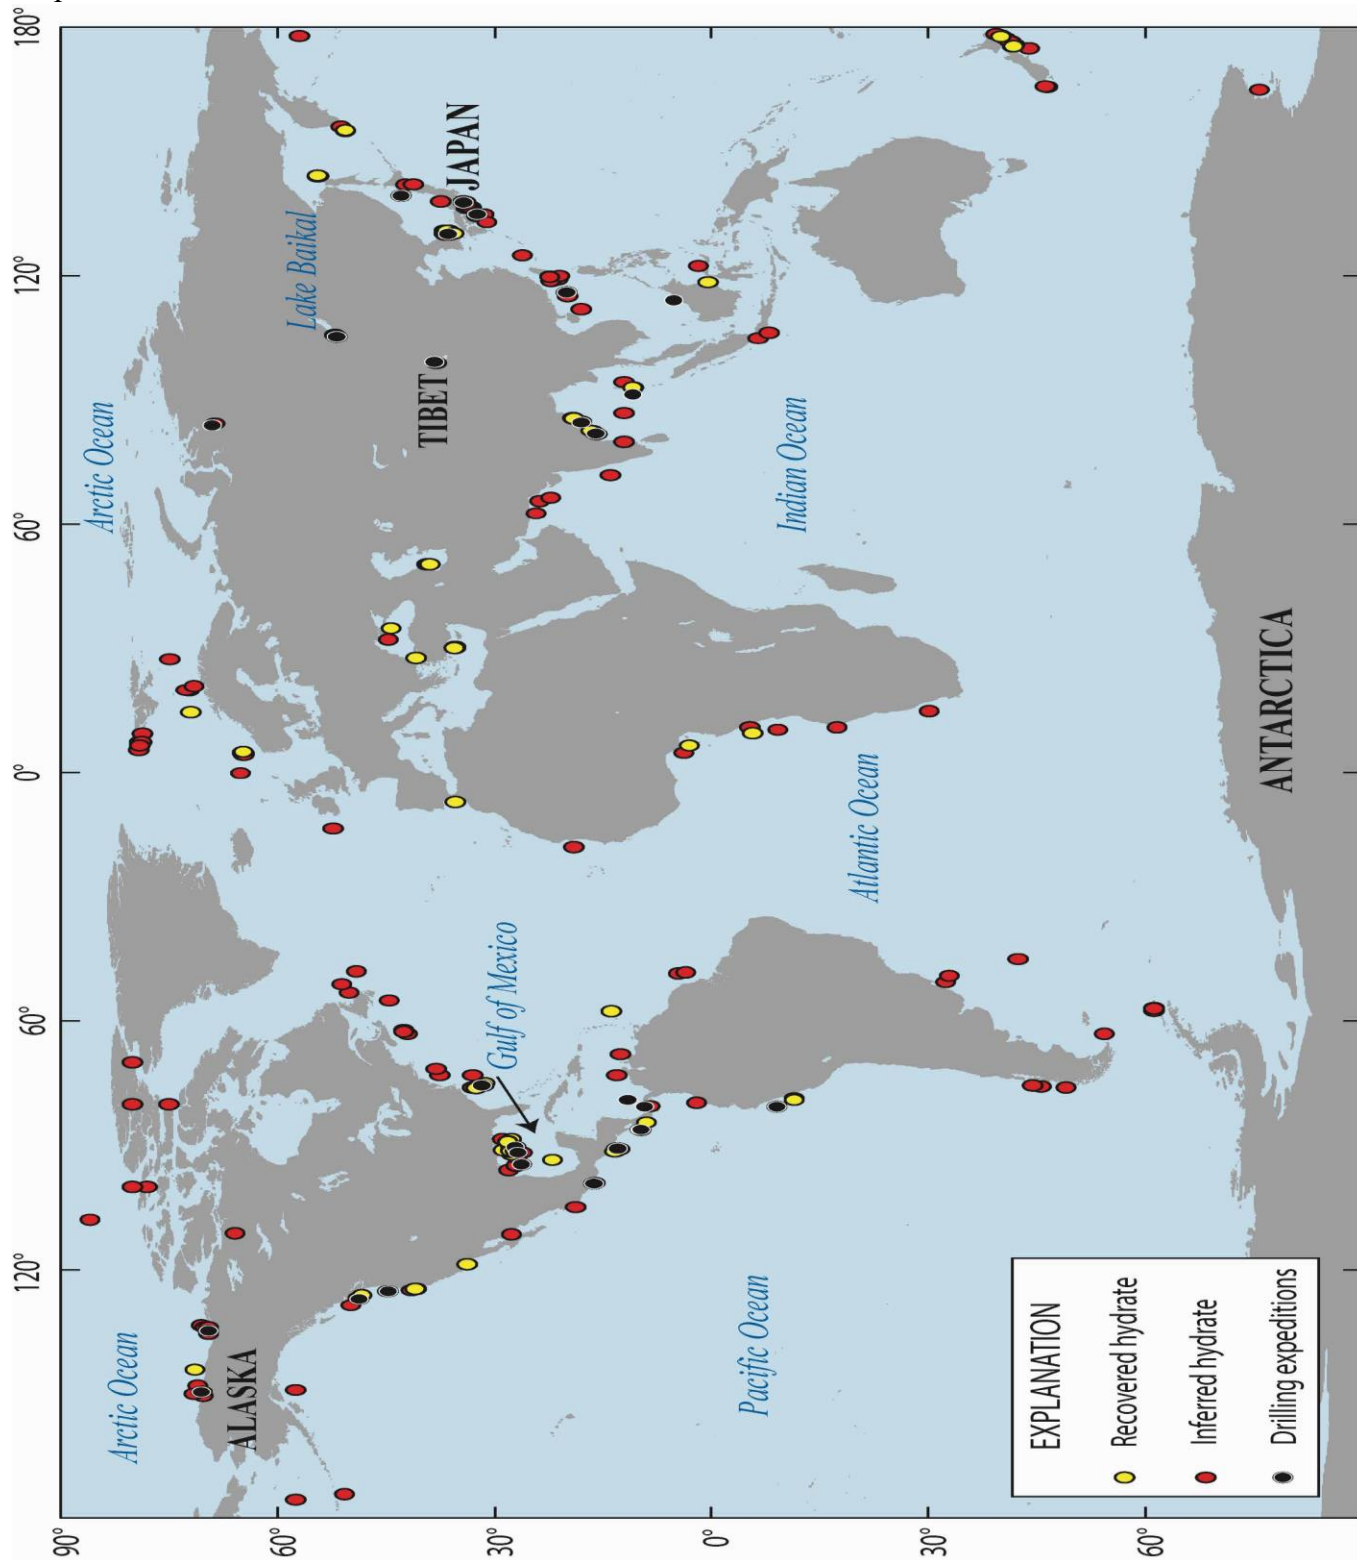 180°
120°
60°
0°
60°
120°
90°
60°
30°
0°
30°
60°
Arctic Ocean
Arctic Ocean
ALASKA
Gulf of Mexico
Lake Baikal
TIBET
JAPAN
Pacific Ocean
Atlantic Ocean
Indian Ocean
ANTARCTICA
EXPLANATION
Recovered hydrate
Inferred hydrate
Drilling expeditions